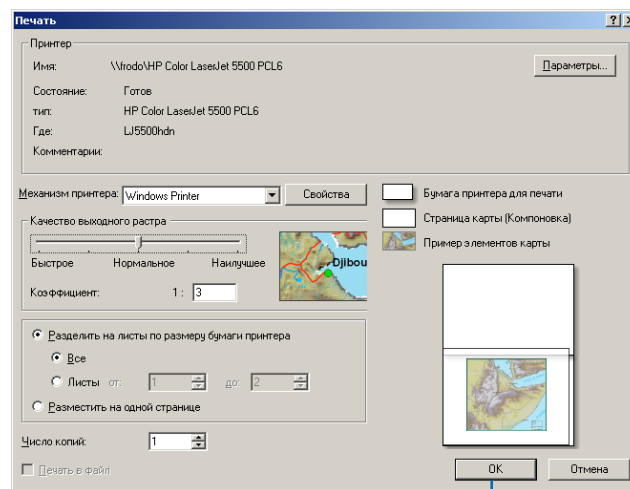 Печать
Принтер
Имя: \\frodo\HP Color LaserJet 5500 PCL6
Параметры...
Состояние: Готов
тип: HP Color LaserJet 5500 PCL6
Где: LJ5500hdn
Комментарии:
Механизм принтера: Windows Printer Свойства
Бумага принтера для печати
Качество выходного растра
Страница карты (Компоновка)
Пример элементов карты
Djibou
Быстрое Нормальное Наилучшее
Коэффициент: 1 : 3
Разделить на листы по размеру бумаги принтера
Все
Листы от: 1 до: 2
Разместить на одной странице
Число копий: 1
Печать в файл
OK Отмена